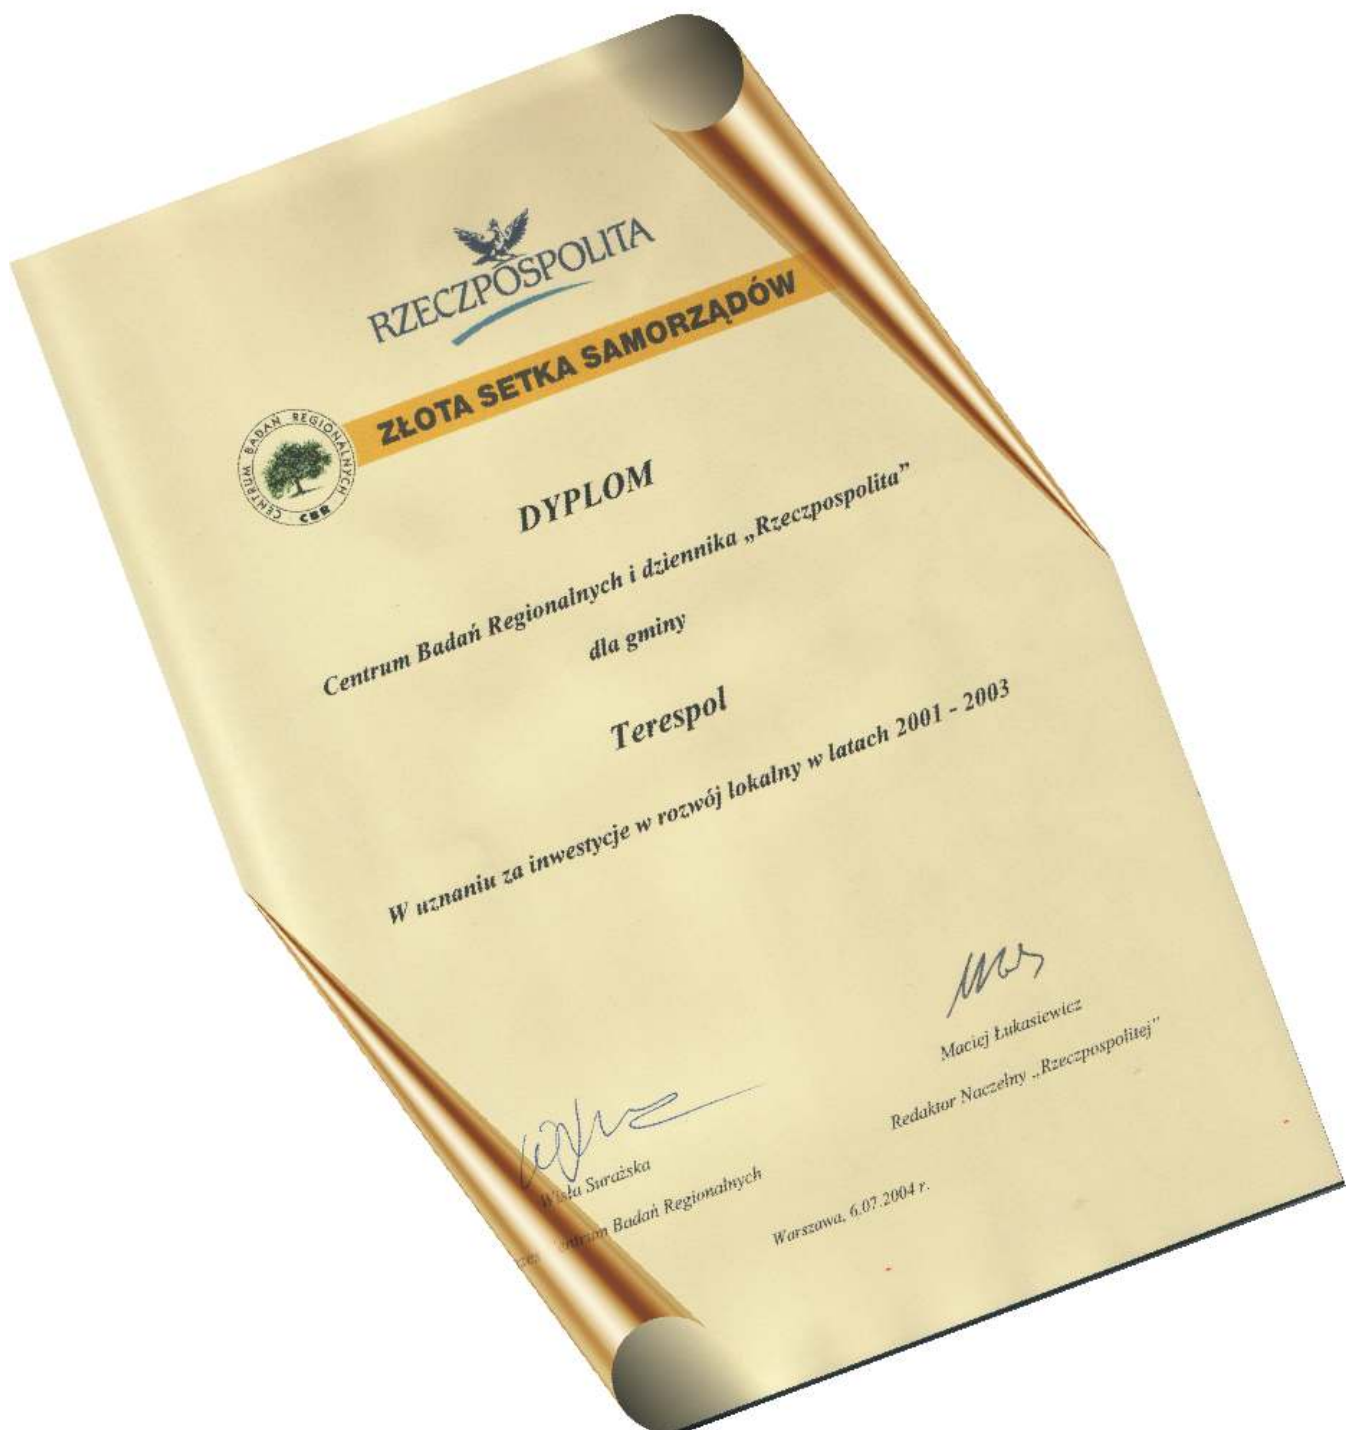 RZECZPOSPOLITA
ZŁOTA SETKA SAMORZĄDÓW
CENTRUM BADAŃ REGIONALNYCH
CBR
DYPLOM
Centrum Badań Regionalnych i dziennika „Rzeczpospolita”
dla gminy
Terespol
W uznaniu za inwestycje w rozwój lokalny w latach 2001 - 2003
Maciej Łukasiewicz
Redaktor Naczelny „Rzeczpospolitej”
Wisła Surażska
Centrum Badań Regionalnych
Warszawa, 6.07.2004 r.